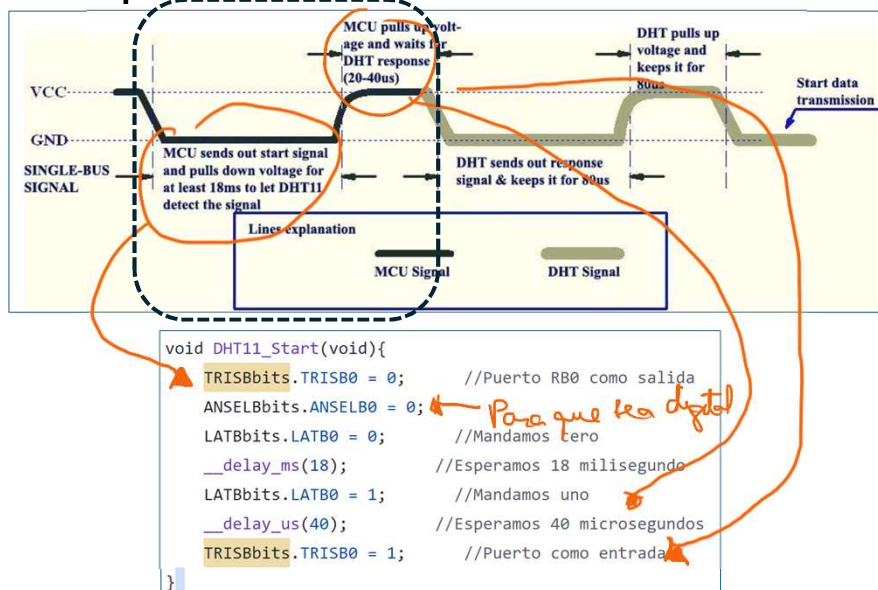 MCU pulls up volt-
age and waits for
DHT response
(20-40us)
DHT pulls up
voltage and
keeps it for
80us
Start data
transmission
VCC
GND
SINGLE-BUS
SIGNAL
MCU sends out start signal
and pulls down voltage for
at least 18ms to let DHT11
detect the signal
DHT sends out response
signal & keeps it for 80us
Lines explanation
MCU Signal
DHT Signal
void DHT11_Start(void){
TRISBbits.TRISB0 = 0; //Puerto RB0 como salida
ANSELBbits.ANSELB0 = 0; Para que sea digital
LATBbits.LATB0 = 0; //Mandamos cero
__delay_ms(18); //Esperamos 18 milisegundo
LATBbits.LATB0 = 1; //Mandamos uno
__delay_us(40); //Esperamos 40 microsegundos
TRISBbits.TRISB0 = 1; //Puerto como entrada
}